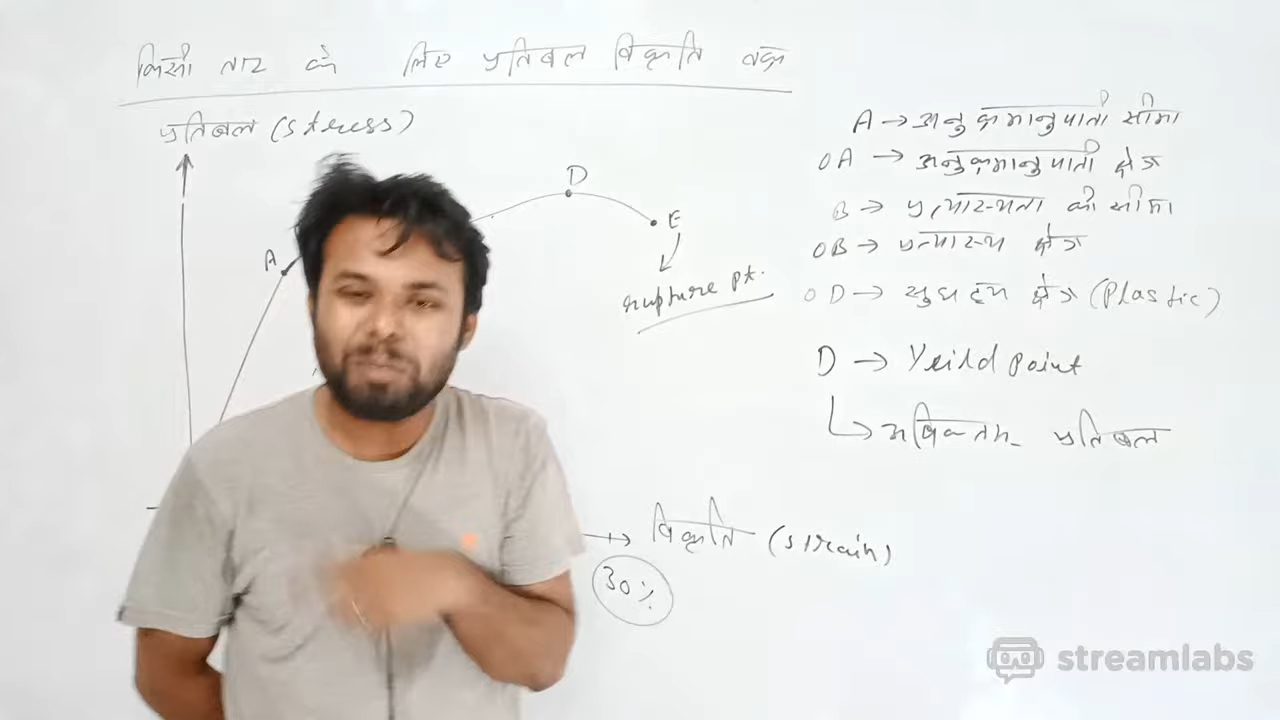 किसी तार के लिए प्रतिबल विकृति वक्र
प्रतिबल (stress)
A
D
E
rupture pt.
विकृति (strain)
30%
A → अनुक्रमानुपाती सीमा
OA → अनुक्रमानुपाती क्षेत्र
B → प्रत्यास्थता की सीमा
OB → प्रत्यास्थ क्षेत्र
OD → सुघटय क्षेत्र (Plastic)
D → Yeild point
अधिकतम प्रतिबल
streamlabs